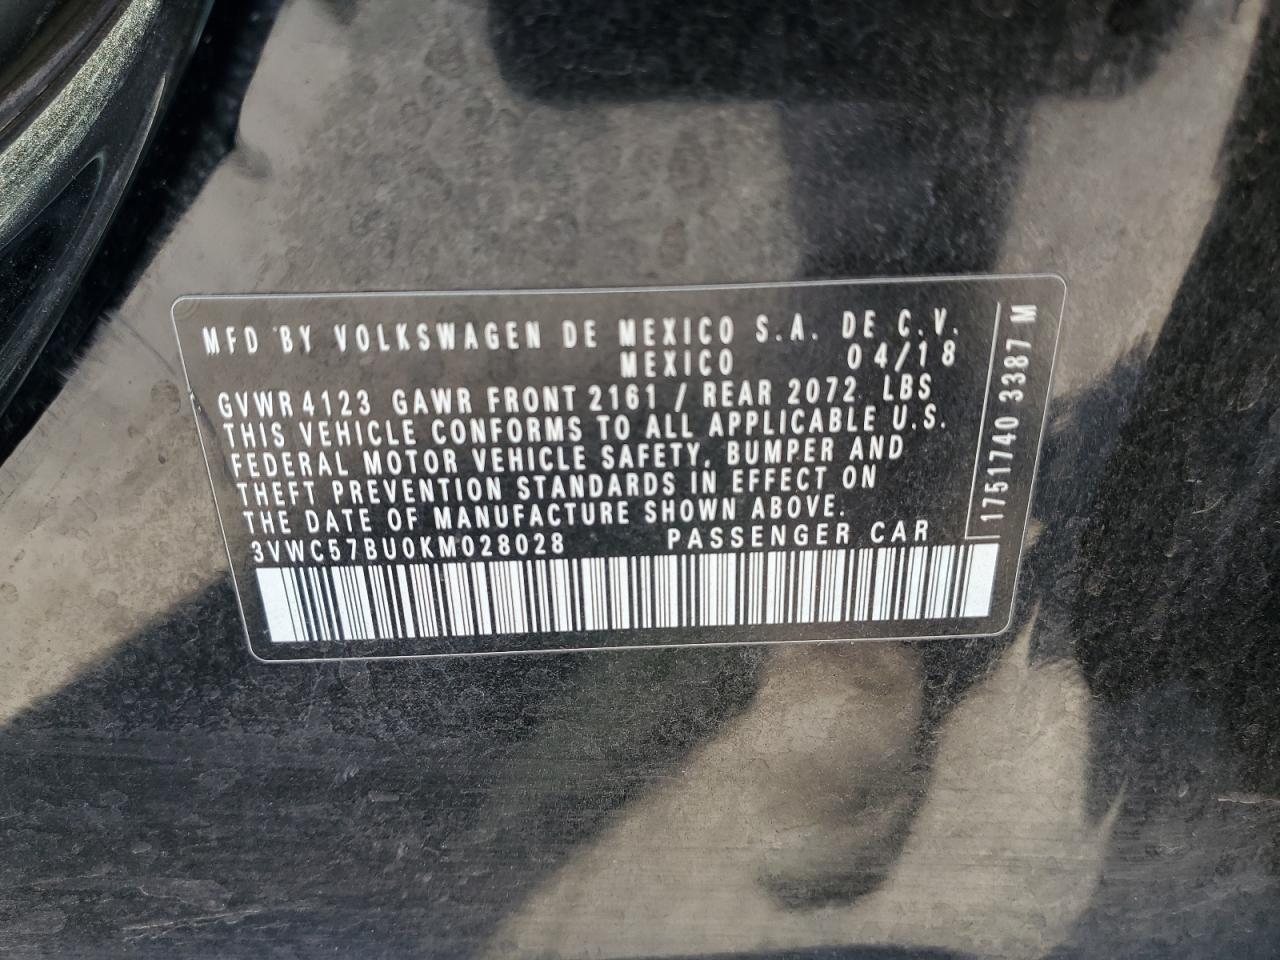 MFD BY VOLKSWAGEN DE MEXICO S.A. DE C.V.
MEXICO 04/18
GVWR 4123 GAWR FRONT 2161 / REAR 2072 LBS
THIS VEHICLE CONFORMS TO ALL APPLICABLE U.S.
FEDERAL MOTOR VEHICLE SAFETY, BUMPER AND
THEFT PREVENTION STANDARDS IN EFFECT ON
THE DATE OF MANUFACTURE SHOWN ABOVE.
3VWC57BU0KM028028 PASSENGER CAR
1751740 3387 M